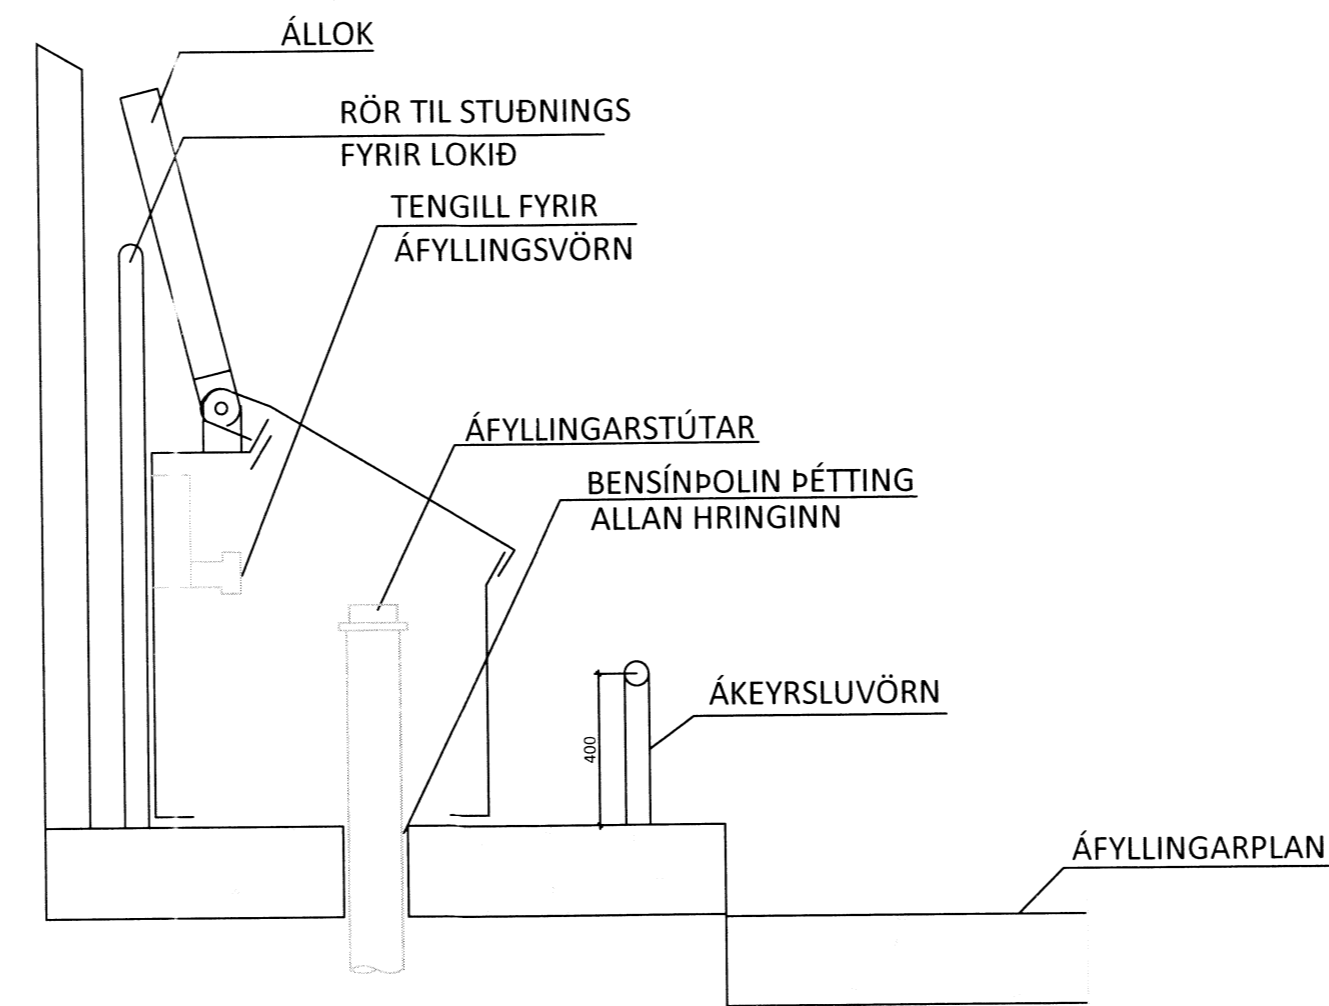 ÁLLOK
RÖR TIL STUÐNINGS
FYRIR LOKIÐ
TENGILL FYRIR
ÁFYLLINGSVÖRN
ÁFYLLINGARSTÚTAR
BENSÍNÞOLIN ÞÉTTING
ALLAN HRINGINN
ÁKEYRSLUVÖRN
400
ÁFYLLINGARPLAN